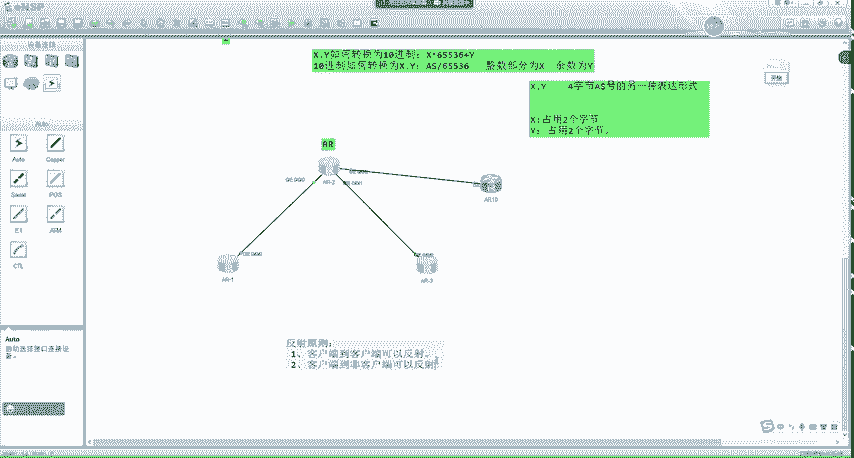 eNSP
X.Y如何转换为10进制：X*65536+Y
10进制如何转换为X.Y：AS/65536 整数部分为X 余数为Y
X.Y 4字节AS号的另一种表达形式
X:占用2个字节
Y：占用2个字节。
设备连线
Auto
Auto
Copper
Serial
POS
E1
ATM
CTL
AR
AR-2
AR10
AR-1
AR-3
反射原则：
1、客户端到客户端可以反射。
2、客户端到非客户端可以反射
Auto
自动选择接口连接设备。